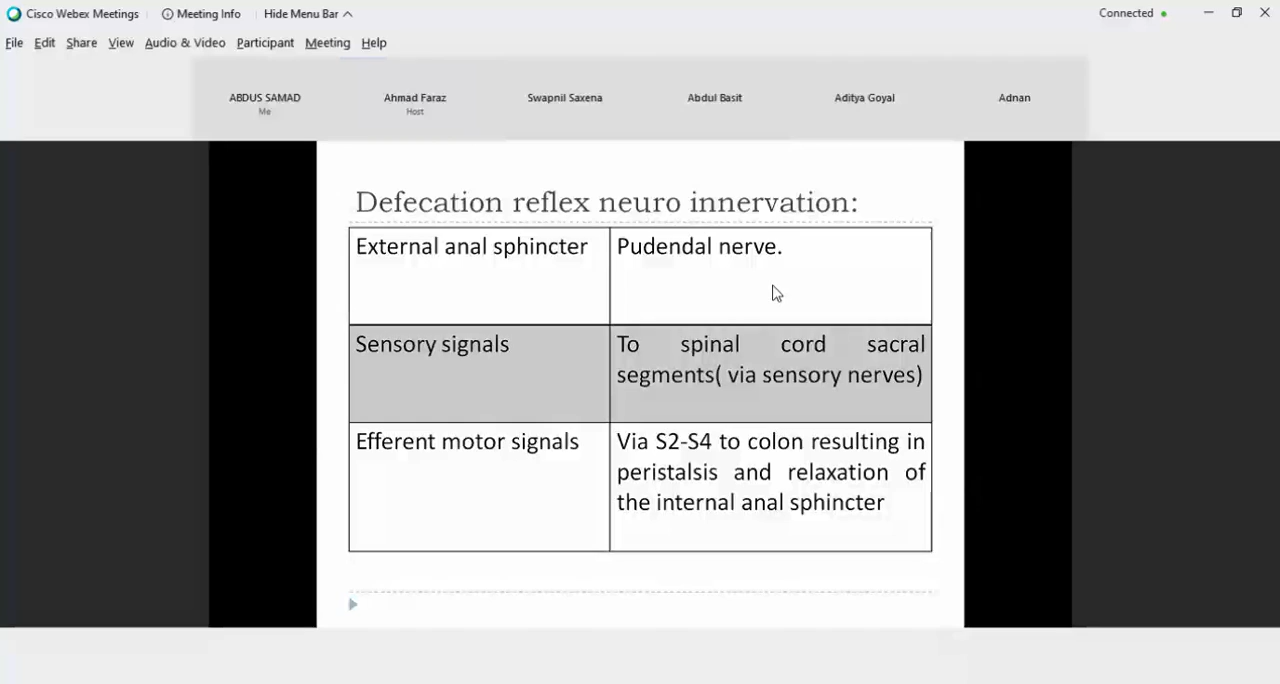 Cisco Webex Meetings Meeting Info Hide Menu Bar Connected
File Edit Share View Audio & Video Participant Meeting Help
ABDUS SAMAD Ahmad Faraz Swapnil Saxena Abdul Basit Aditya Goyal Adnan
Me Host
Defecation reflex neuro innervation:
External anal sphincter Pudendal nerve.
Sensory signals To spinal cord sacral
segments( via sensory nerves)
Efferent motor signals Via S2-S4 to colon resulting in
peristalsis and relaxation of
the internal anal sphincter